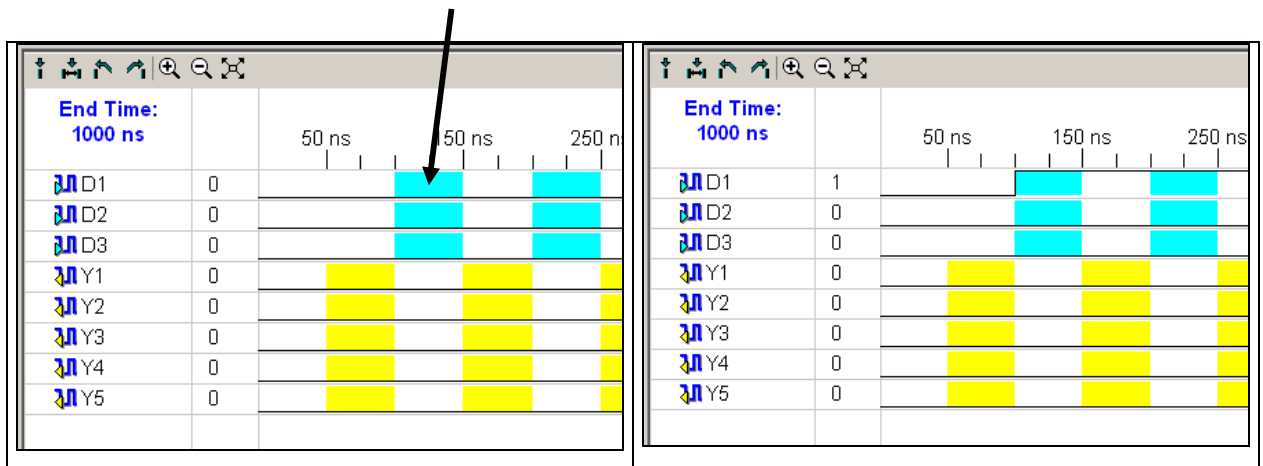 End Time:
1000 ns
50 ns 150 ns 250 n
D1 0
D2 0
D3 0
Y1 0
Y2 0
Y3 0
Y4 0
Y5 0
End Time:
1000 ns
50 ns 150 ns 250 ns
D1 1
D2 0
D3 0
Y1 0
Y2 0
Y3 0
Y4 0
Y5 0